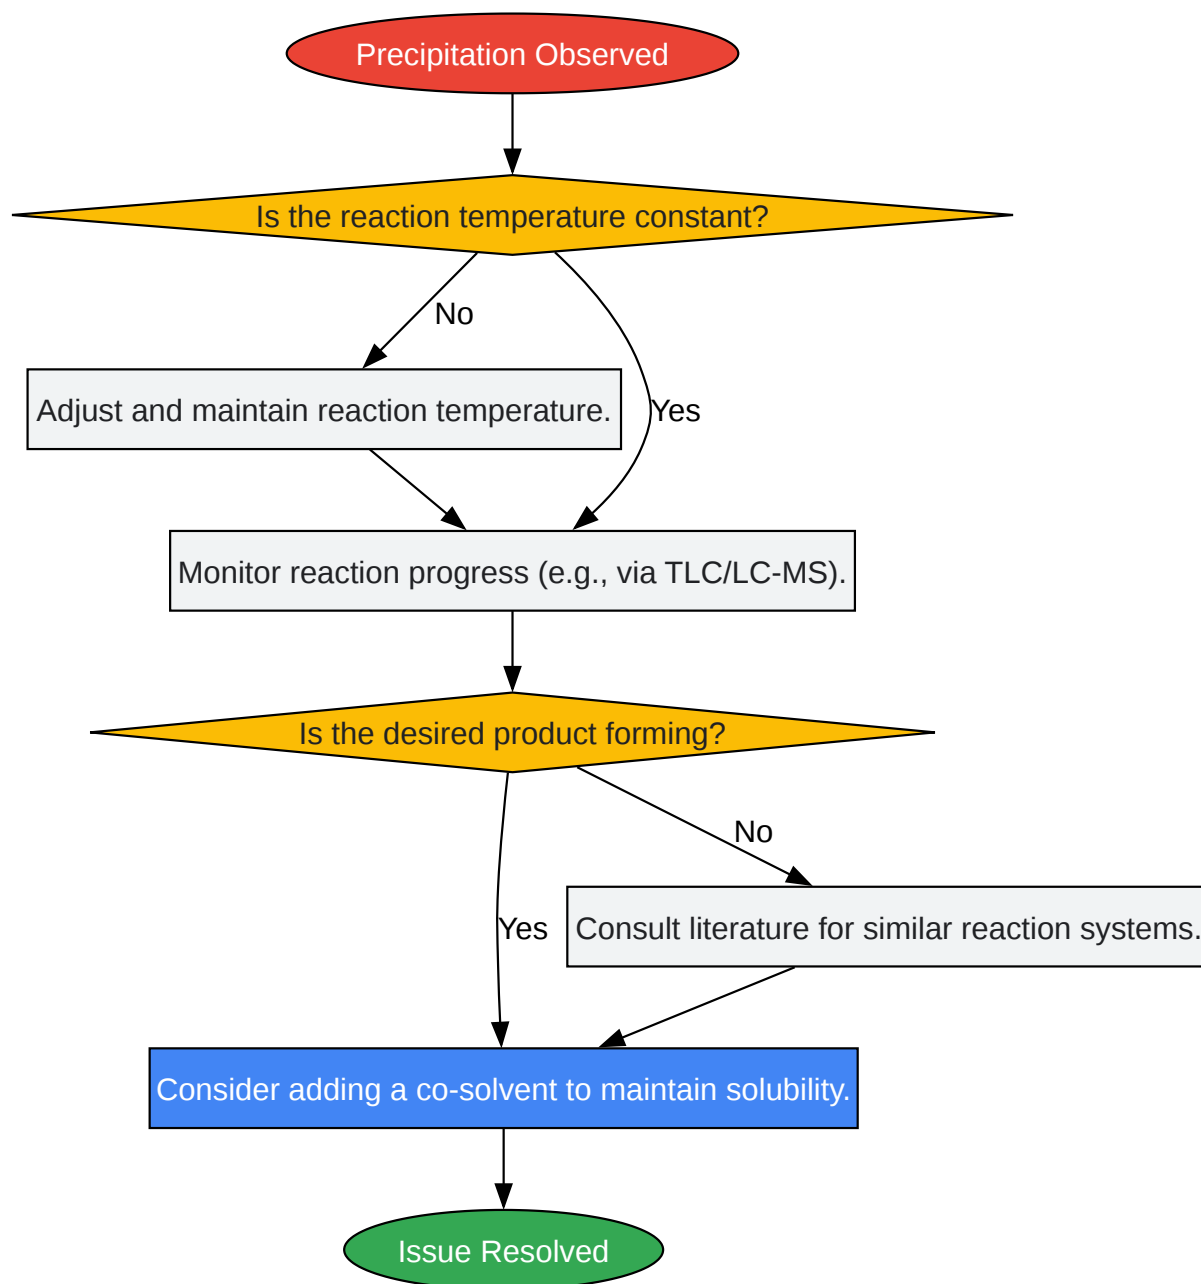 Precipitation Observed
Is the reaction temperature constant?
No
Adjust and maintain reaction temperature.
Yes
Monitor reaction progress (e.g., via TLC/LC-MS).
Is the desired product forming?
No
Yes
Consult literature for similar reaction systems.
Consider adding a co-solvent to maintain solubility.
Issue Resolved